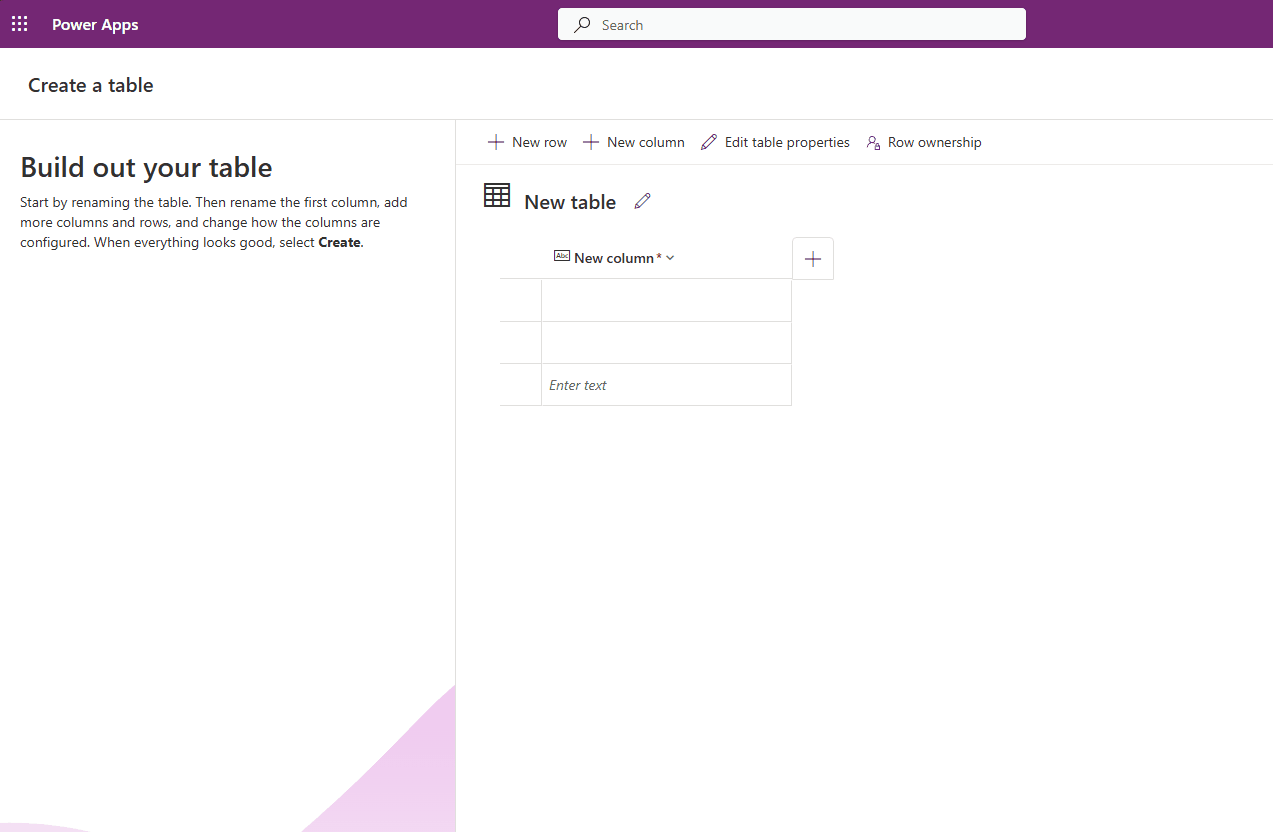 Power Apps
Search
Create a table
Build out your table
Start by renaming the table. Then rename the first column, add
more columns and rows, and change how the columns are
configured. When everything looks good, select Create.
New row
New column
Edit table properties
Row ownership
New table
Abc New column *
Enter text